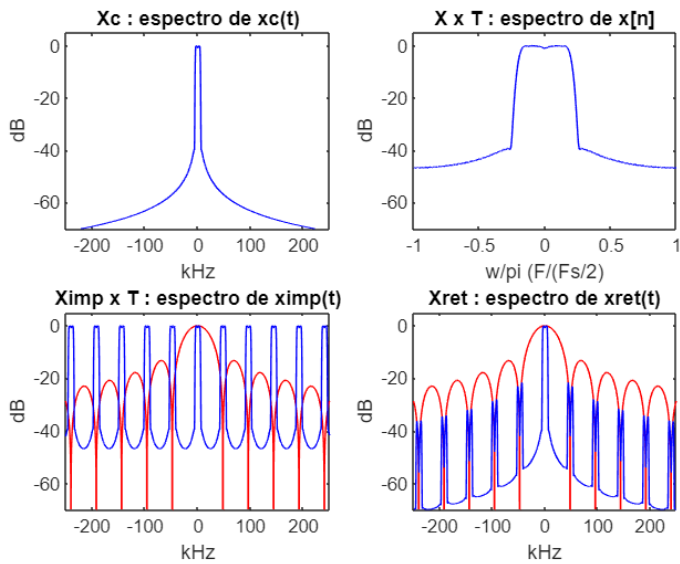 Xc : espectro de xc(t)
0
-20
-40
-60
dB
-200 -100 0 100 200
kHz
X x T : espectro de x[n]
0
-20
-40
-60
dB
-1 -0.5 0 0.5 1
w/pi (F/(Fs/2)
Ximp x T : espectro de ximp(t)
0
-20
-40
-60
dB
-200 -100 0 100 200
kHz
Xret : espectro de xret(t)
0
-20
-40
-60
dB
-200 -100 0 100 200
kHz